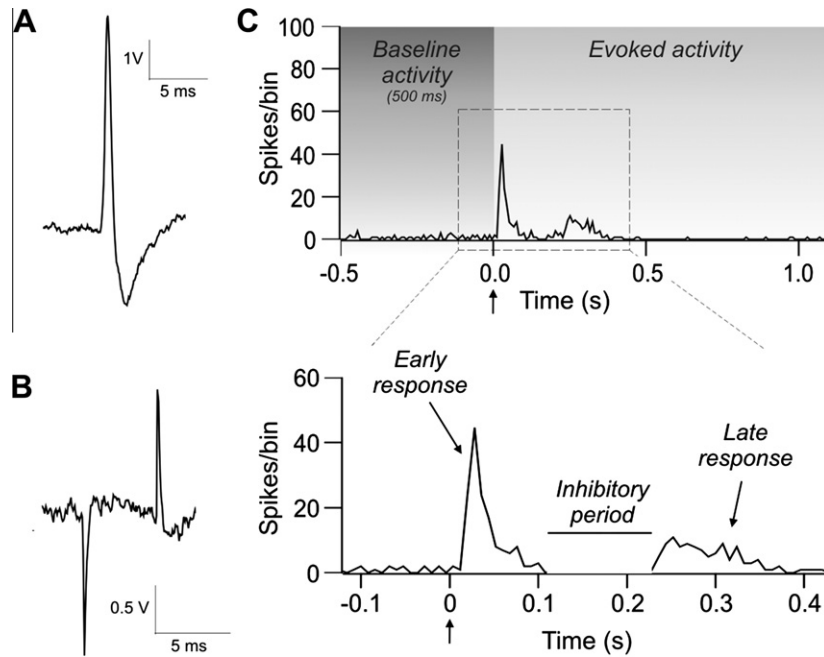 A
1V
5 ms
B
0.5 V
5 ms
C
Baseline
activity
(500 ms)
Evoked activity
Spikes/bin
100
80
60
40
20
0
-0.5
0.0
0.5
1.0
Time (s)
Early
response
Inhibitory
period
Late
response
Spikes/bin
60
40
20
0
-0.1
0
0.1
0.2
0.3
0.4
Time (s)